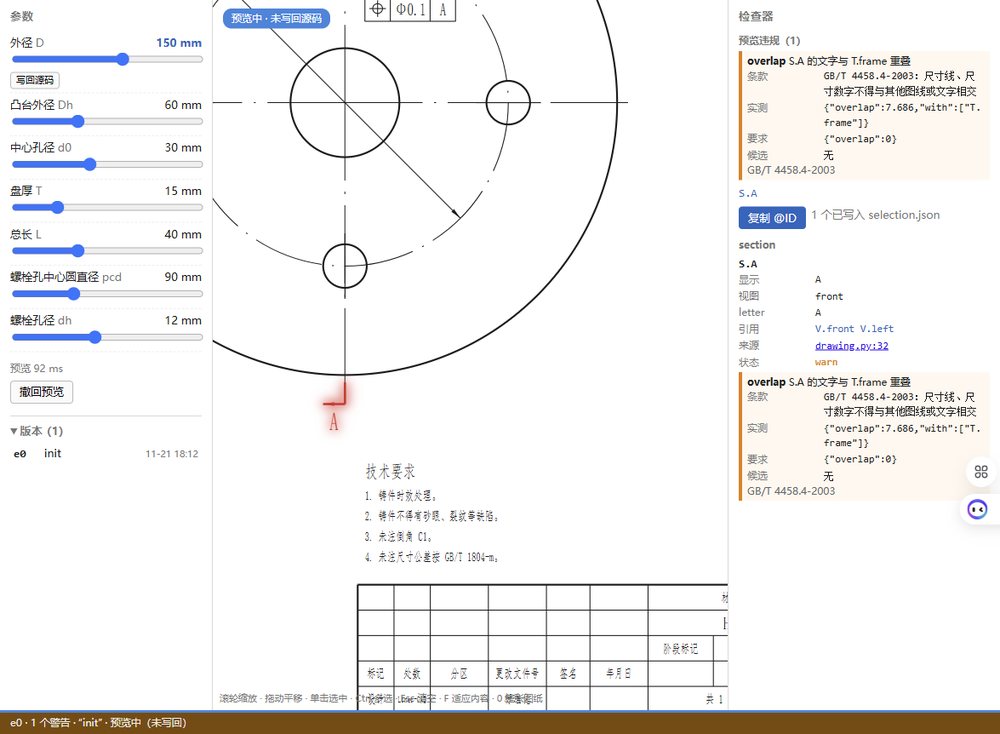 参数
外径 D 150 mm
写回源码
凸台外径 Dh 60 mm
中心孔径 d0 30 mm
盘厚 T 15 mm
总长 L 40 mm
螺栓孔中心圆直径 pcd 90 mm
螺栓孔径 dh 12 mm
预览 92 ms
撤回预览
▼版本 (1)
e0 init 11-21 18:12
预览中 · 未写回源码
Φ0.1 A
A
技术要求
1. 铸件时效处理。
2. 铸件不得有砂眼、裂纹等缺陷。
3. 未注倒角 C1。
4. 未注尺寸公差按 GB/T 1804-m。
阶段标记
标记 处数 分区 更改文件号 签名 年月日
共 1
滚轮缩放 · 拖动平移 · 单击选中 ·
· F 适应内容 · 0
检查器
预览违规 (1)
overlap S.A 的文字与 T.frame 重叠
条款 GB/T 4458.4-2003: 尺寸线、尺
寸数字不得与其他图线或文字相交
实测 {"overlap":7.686,"with":["T.
frame"]}
要求 {"overlap":0}
候选 无
GB/T 4458.4-2003
S.A
复制 @ID 1 个已写入 selection.json
section
S.A
显示 A
视图 front
letter A
引用 V.front V.left
来源 drawing.py:32
状态 warn
overlap S.A 的文字与 T.frame 重叠
条款 GB/T 4458.4-2003: 尺寸线、尺
寸数字不得与其他图线或文字相交
实测 {"overlap":7.686,"with":["T.
frame"]}
要求 {"overlap":0}
候选 无
GB/T 4458.4-2003
e0 · 1 个警告 · "init" · 预览中（未写回）